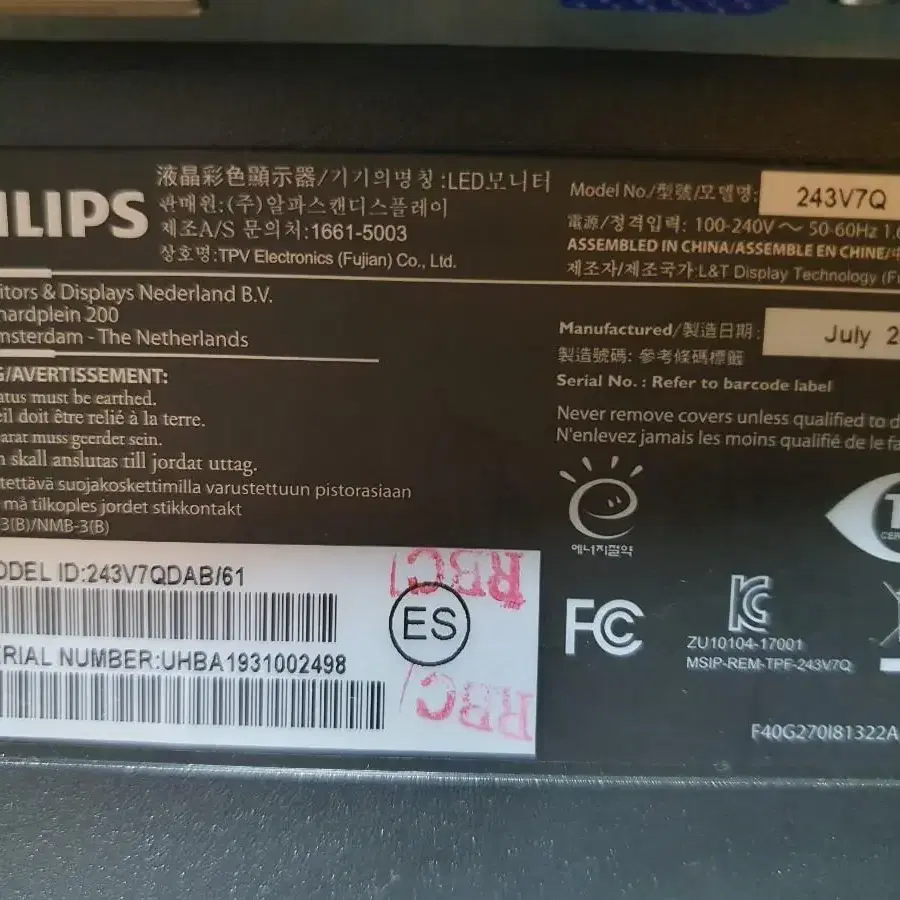 ILIPS
液晶彩色顯示器/기기의명칭:LED모니터
판매원:(주)알파스캔디스플레이
제조A/S 문의처:1661-5003
상호명:TPV Electronics (Fujian) Co., Ltd.
Model No./型號/모델명: 243V7Q
電源/정격입력: 100-240V～ 50-60Hz 1.
ASSEMBLED IN CHINA/ASSEMBLE EN CHINE/
제조자/제조국가:L&T Display Technology (F
itors & Displays Nederland B.V.
nardplein 200
msterdam - The Netherlands
Manufactured/製造日期: July 2
製造號碼: 參考條碼標籤
Serial No. : Refer to barcode label
G/AVERTISSEMENT:
atus must be earthed.
eil doit être relié à la terre.
arat muss geerdet sein.
n skall anslutas till jordat uttag.
tettävä suojakoskettimilla varustettuun pistorasiaan
må tilkoples jordet stikkontakt
3(B)/NMB-3(B)
Never remove covers unless qualified to d
N'enlevez jamais les moins qualifié de le fa
에너지절약
ODEL ID:243V7QDAB/61
ERIAL NUMBER:UHBA1931002498
RBC
ES
RBC
FC
ZU10104-17001
MSIP-REM-TPF-243V7Q
F40G270I81322A